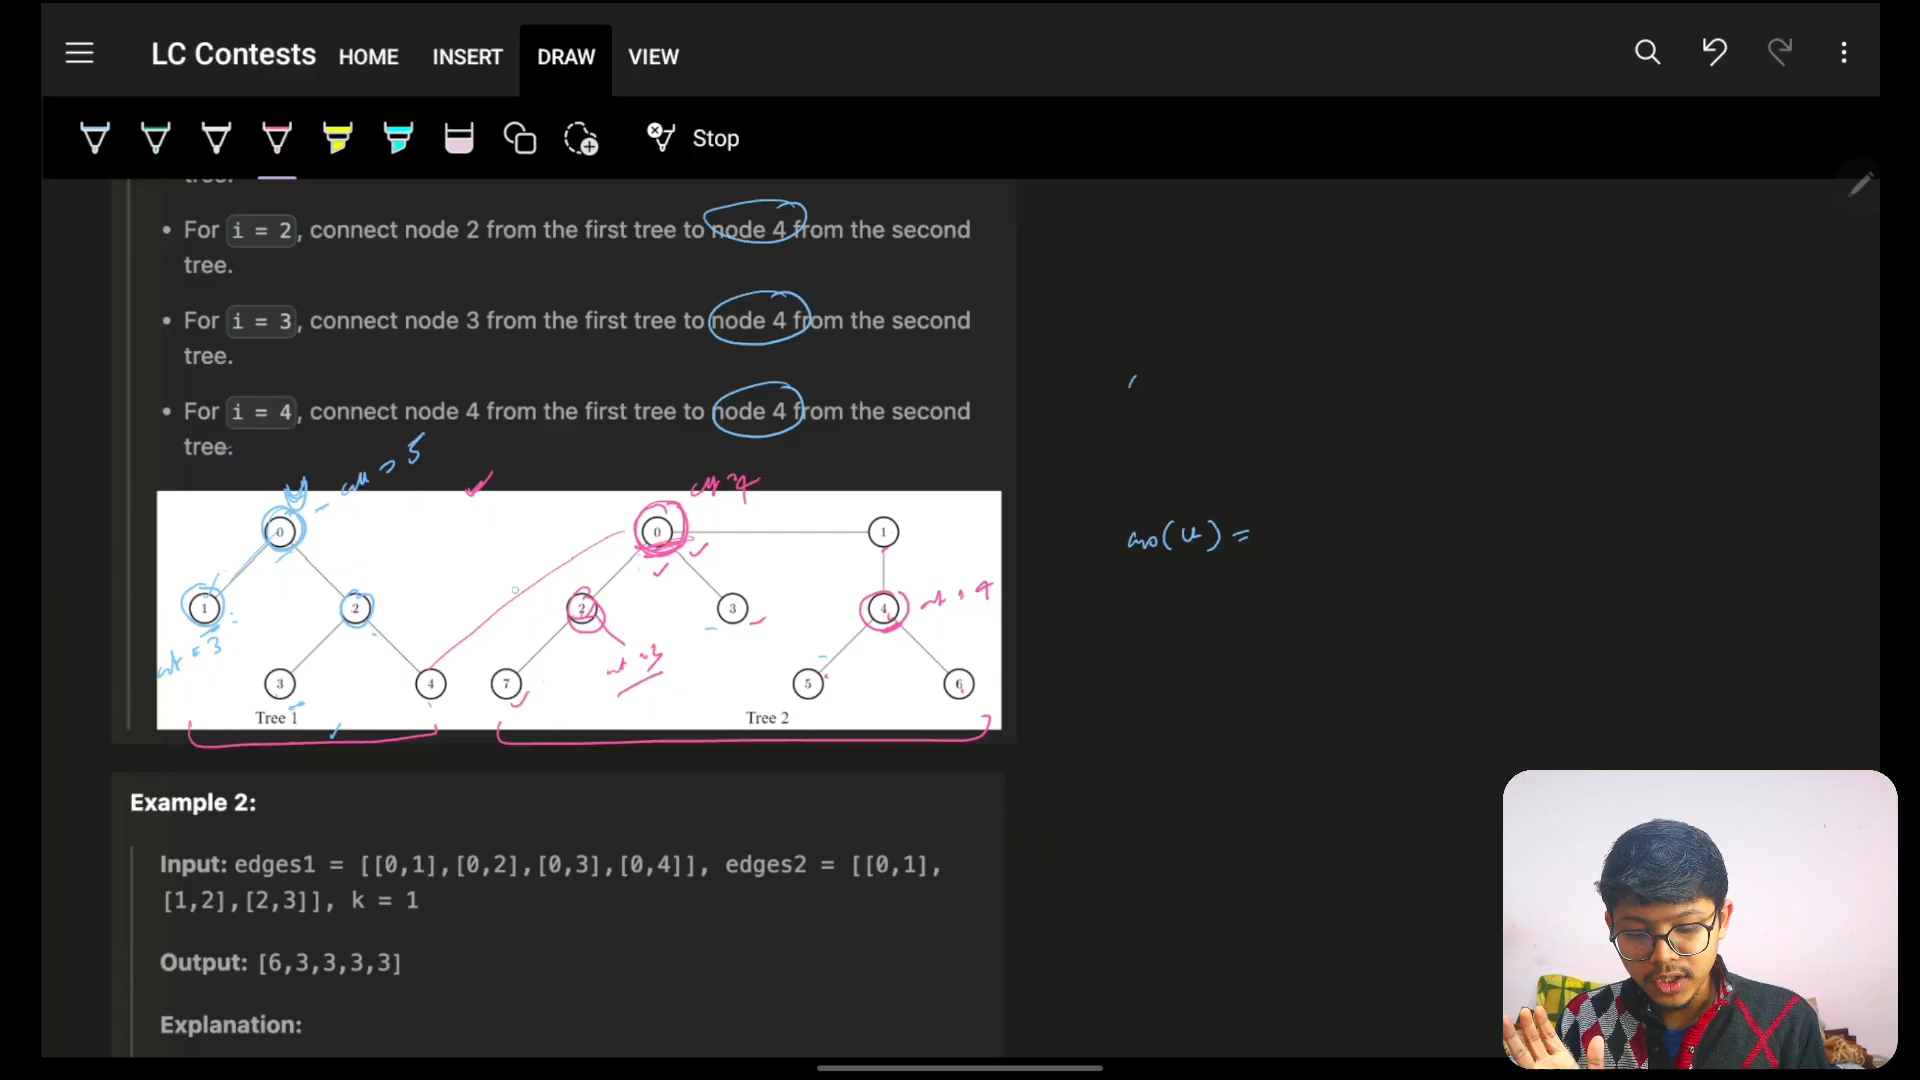 LC Contests HOME INSERT DRAW VIEW
Stop
tree.
• For i = 2, connect node 2 from the first tree to node 4 from the second
tree.
• For i = 3, connect node 3 from the first tree to node 4 from the second
tree.
• For i = 4, connect node 4 from the first tree to node 4 from the second
tree.
0 0 1
1 2 2 3 4
3 4 7 5 6
Tree 1 Tree 2
ans(u) =
Example 2:
Input: edges1 = [[0,1],[0,2],[0,3],[0,4]], edges2 = [[0,1],
[1,2],[2,3]], k = 1
Output: [6,3,3,3,3]
Explanation: